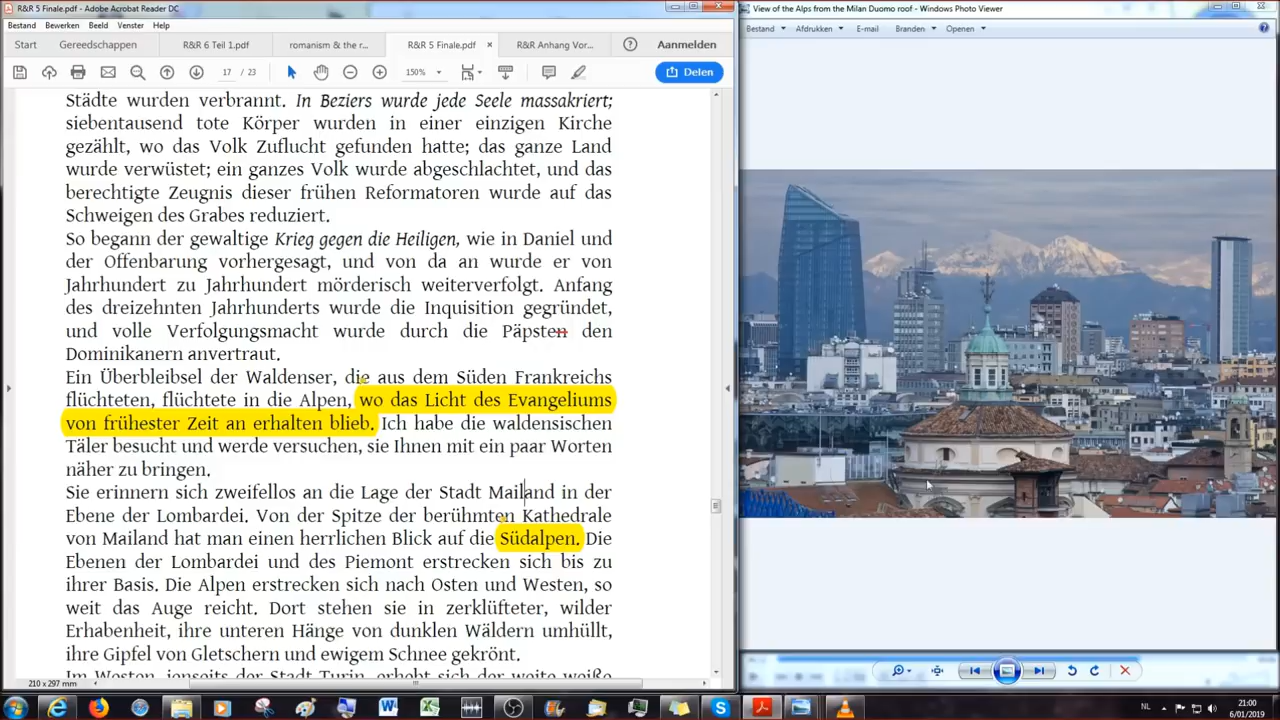 R&R 5 Finale.pdf - Adobe Acrobat Reader DC
Bestand Bewerken Beeld Venster Help
Start Gereedschappen R&R 6 Teil 1.pdf romanism & the r... R&R 5 Finale.pdf × R&R Anhang Vor... Aanmelden
17 / 23 150% Delen
Städte wurden verbrannt. In Beziers wurde jede Seele massakriert;
siebentausend tote Körper wurden in einer einzigen Kirche
gezählt, wo das Volk Zuflucht gefunden hatte; das ganze Land
wurde verwüstet; ein ganzes Volk wurde abgeschlachtet, und das
berechtigte Zeugnis dieser frühen Reformatoren wurde auf das
Schweigen des Grabes reduziert.
So begann der gewaltige Krieg gegen die Heiligen, wie in Daniel und
der Offenbarung vorhergesagt, und von da an wurde er von
Jahrhundert zu Jahrhundert mörderisch weiterverfolgt. Anfang
des dreizehnten Jahrhunderts wurde die Inquisition gegründet,
und volle Verfolgungsmacht wurde durch die Päpsten den
Dominikanern anvertraut.
Ein Überbleibsel der Waldenser, die aus dem Süden Frankreichs
flüchteten, flüchtete in die Alpen, wo das Licht des Evangeliums
von frühester Zeit an erhalten blieb. Ich habe die waldensischen
Täler besucht und werde versuchen, sie Ihnen mit ein paar Worten
näher zu bringen.
Sie erinnern sich zweifellos an die Lage der Stadt Mailand in der
Ebene der Lombardei. Von der Spitze der berühmten Kathedrale
von Mailand hat man einen herrlichen Blick auf die Südalpen. Die
Ebenen der Lombardei und des Piemont erstrecken sich bis zu
ihrer Basis. Die Alpen erstrecken sich nach Osten und Westen, so
weit das Auge reicht. Dort stehen sie in zerklüfteter, wilder
Erhabenheit, ihre unteren Hänge von dunklen Wäldern umhüllt,
ihre Gipfel von Gletschern und ewigem Schnee gekrönt.
Im Westen, jenseits der Stadt Turin, erhebt sich der weite weiße
210 x 297 mm
View of the Alps from the Milan Duomo roof - Windows Photo Viewer
Bestand Afdrukken E-mail Branden Openen
NL 21:00
6/01/2019